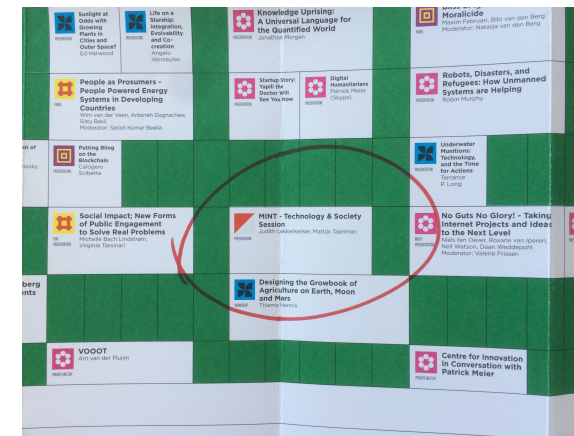 Sunlight at
Odds with
Growing
Plants in
Cities and
Outer Space?
Ed Harwood
Life on a
Starship:
Integration,
Evolvability
and Co-
creation
Angelo
Vermeulen
Knowledge Uprising:
A Universal Language for
the Quantified World
Jonathon Morgan
Moralicide
Maxim Februari, Bibi van den Berg
Moderator: Natasja van den Berg
People as Prosumers -
People Powered Energy
Systems in Developing
Countries
Wim van der Veen, Anteneh Dagnachew,
Sisty Basil
Moderator: Satish Kumar Beella
Startup Story:
Yapili the
Doctor Will
See You Now
Digital
Humanitarians
Patrick Meier
(Skype)
Robots, Disasters, and
Refugees: How Unmanned
Systems are Helping
Robin Murphy
en of
Putting Bling
on the
Blockchain
Calogero
Scibetta
Underwater
Munitions:
Technology,
and the Time
for Actions
Terrance
P. Long
Social Impact; New Forms
of Public Engagement
to Solve Real Problems
Michelle Bach Lindstrøm,
Virginia Tassinari
MINT - Technology & Society
Session
Judith Lekkerkerker, Mattijs Taanman
No Guts No Glory! - Taking
Internet Projects and Ideas
to the Next Level
Niels ten Oever, Roxane van Iperen,
Nell Watson, Daan Weddepohl
Moderator: Valerie Frissen
berg
nts
Designing the Growbook of
Agriculture on Earth, Moon
and Mars
Thieme Hennis
VOOOT
Aro van der Pluijm
Centre for Innovation
in Conversation with
Patrick Meier